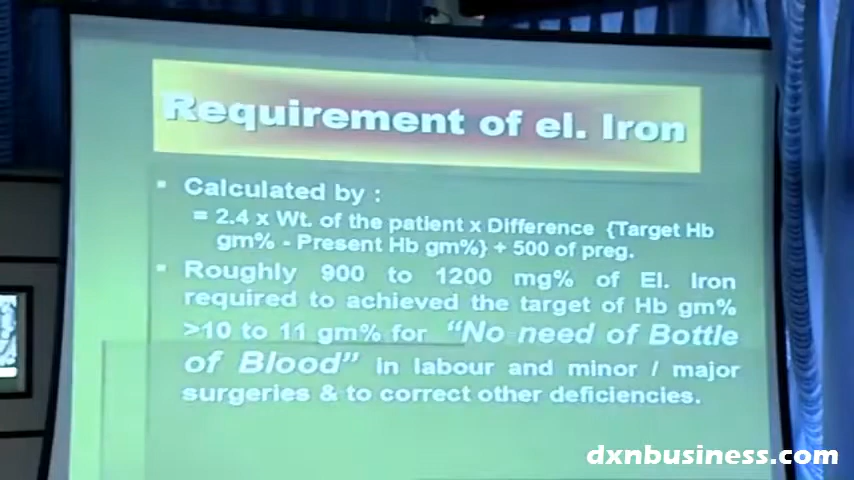 Requirement of el. Iron
▪ Calculated by :
= 2.4 x Wt. of the patient x Difference {Target Hb
gm% - Present Hb gm%} + 500 of preg.
▪ Roughly 900 to 1200 mg% of El. Iron
required to achieved the target of Hb gm%
>10 to 11 gm% for "No need of Bottle
of Blood" in labour and minor / major
surgeries & to correct other deficiencies.
dxnbusiness.com